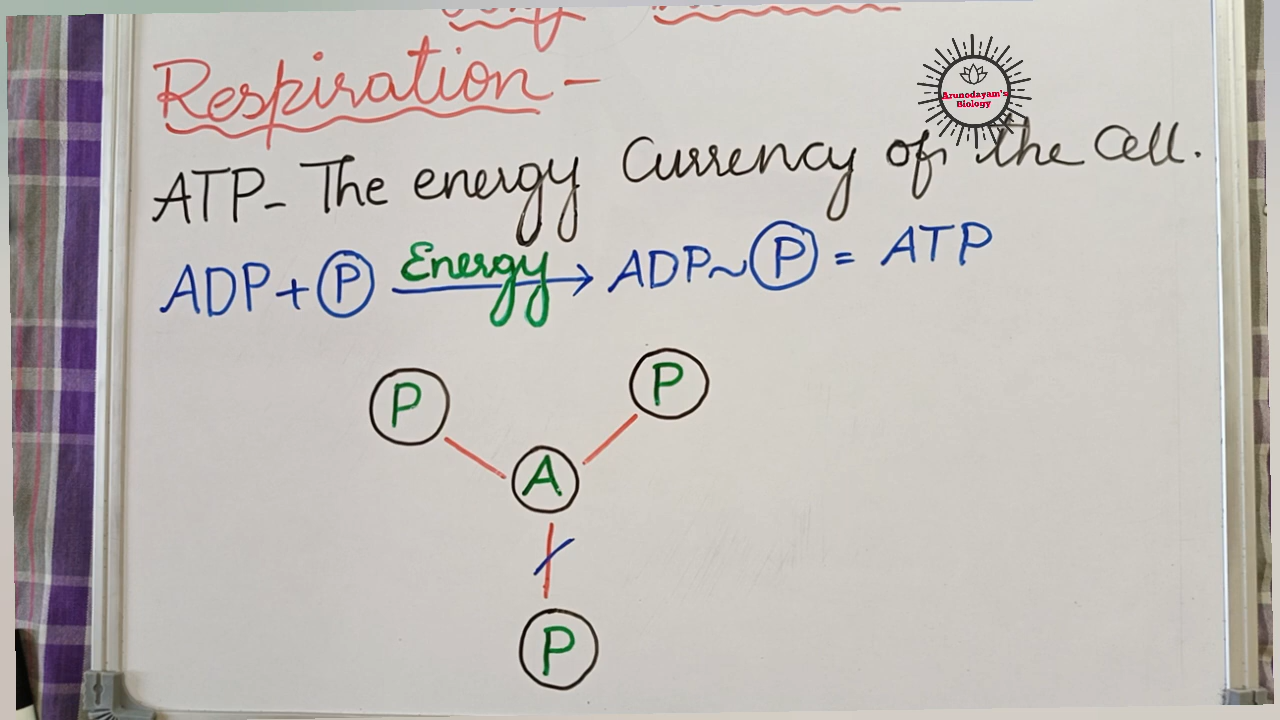 Respiration -
Arunodayam's
Biology
ATP - The energy Currency of the Cell.
ADP + P Energy → ADP ~ P = ATP
P
P
A
P